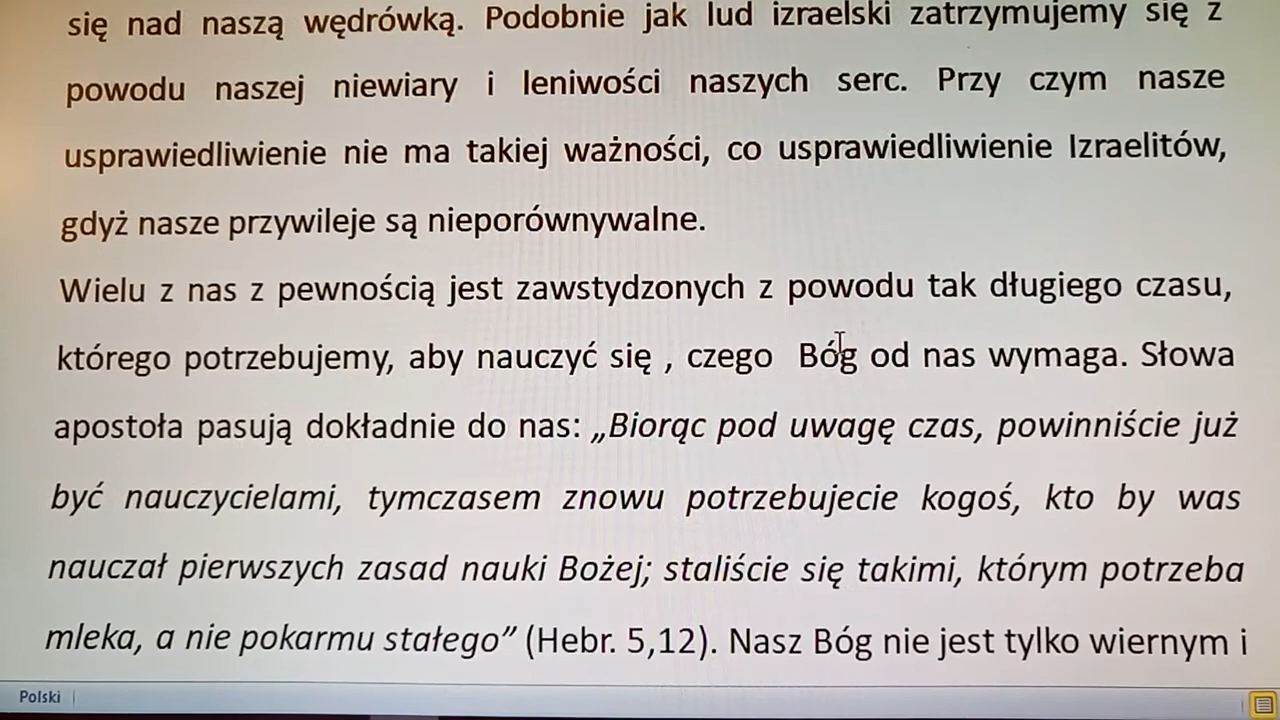 się nad naszą wędrówką. Podobnie jak lud izraelski zatrzymujemy się z
powodu naszej niewiary i leniwości naszych serc. Przy czym nasze
usprawiedliwienie nie ma takiej ważności, co usprawiedliwienie Izraelitów,
gdyż nasze przywileje są nieporównywalne.
Wielu z nas z pewnością jest zawstydzonych z powodu tak długiego czasu,
którego potrzebujemy, aby nauczyć się , czego  Bóg od nas wymaga. Słowa
apostoła pasują dokładnie do nas: „Biorąc pod uwagę czas, powinniście już
być nauczycielami, tymczasem znowu potrzebujecie kogoś, kto by was
nauczał pierwszych zasad nauki Bożej; staliście się takimi, którym potrzeba
mleka, a nie pokarmu stałego” (Hebr. 5,12). Nasz Bóg nie jest tylko wiernym i
Polski